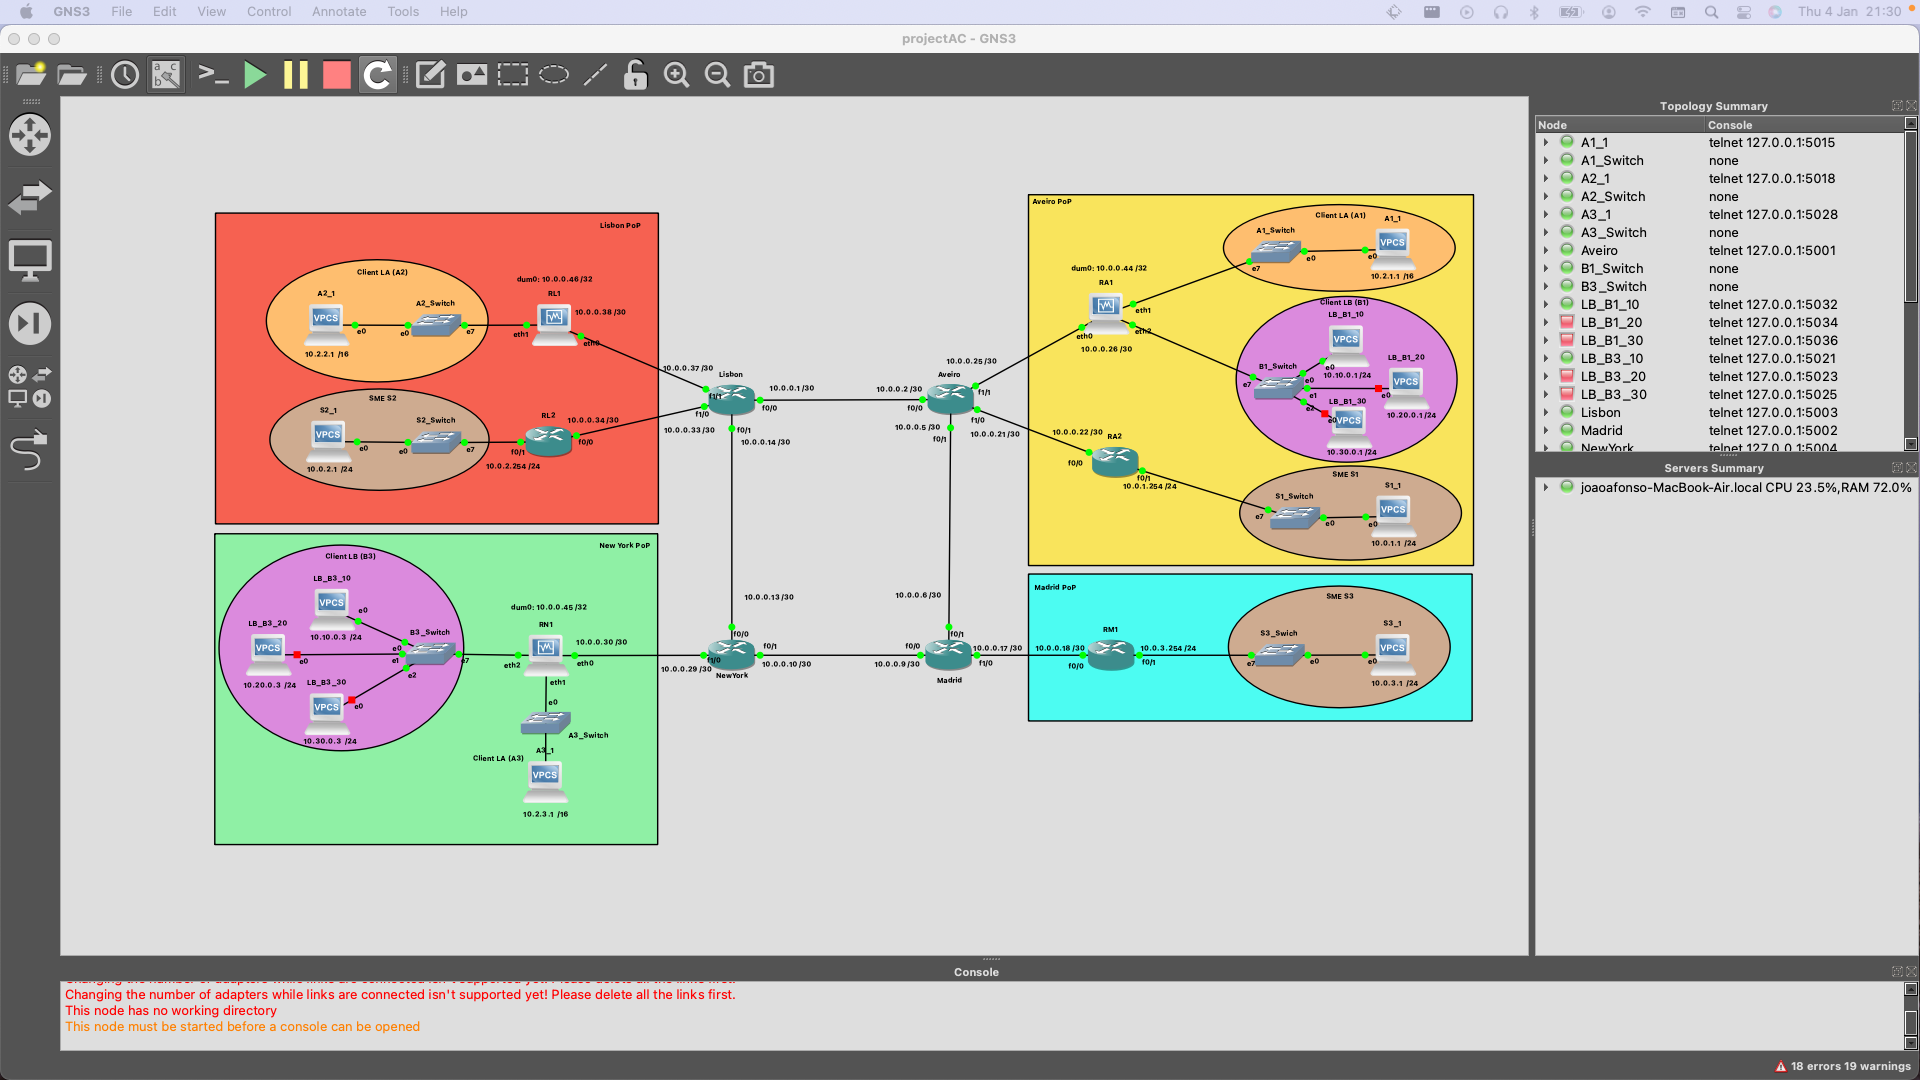 GNS3 File Edit View Control Annotate Tools Help Thu 4 Jan 21:30
projectAC - GNS3
Topology Summary
Node Console
A1_1 telnet 127.0.0.1:5015
A1_Switch none
A2_1 telnet 127.0.0.1:5018
A2_Switch none
A3_1 telnet 127.0.0.1:5028
A3_Switch none
Aveiro telnet 127.0.0.1:5001
B1_Switch none
B3_Switch none
LB_B1_10 telnet 127.0.0.1:5032
LB_B1_20 telnet 127.0.0.1:5034
LB_B1_30 telnet 127.0.0.1:5036
LB_B3_10 telnet 127.0.0.1:5021
LB_B3_20 telnet 127.0.0.1:5023
LB_B3_30 telnet 127.0.0.1:5025
Lisbon telnet 127.0.0.1:5003
Madrid telnet 127.0.0.1:5002
NewYork telnet 127.0.0.1:5004
Servers Summary
joaoafonso-MacBook-Air.local CPU 23.5%,RAM 72.0%
Lisbon PoP
Client LA (A2)
A2_1
VPCS
e0
10.2.2.1 /16
A2_Switch
e0
e7
dum0: 10.0.0.46/32
RL1
10.0.0.38 /30
eth1
eth0
SME S2
S2_1
VPCS
e0
10.0.2.1 /24
S2_Switch
e0
e7
RL2
10.0.0.34 /30
f0/0
f0/1
10.0.2.254 /24
10.0.0.37 /30
Lisbon
f1/1
f1/0
10.0.0.33 /30
10.0.0.1 /30
f0/0
f0/1
10.0.0.14 /30
10.0.0.25 /30
Aveiro
10.0.0.2 /30
f0/0
f1/1
f1/0
10.0.0.5 /30
f0/1
10.0.0.21 /30
Aveiro PoP
Client LA (A1)
A1_Switch
e7
e0
A1_1
VPCS
e0
10.2.1.1 /16
dum0: 10.0.0.44 /32
RA1
eth1
eth2
eth0
10.0.0.26 /30
Client LB (B1)
LB_B1_10
VPCS
e0
10.10.0.1 /24
B1_Switch
e7
e0
e1
e2
LB_B1_20
VPCS
e0
10.20.0.1 /24
LB_B1_30
e0
VPCS
10.30.0.1 /24
10.0.0.22 /30
RA2
f0/0
f0/1
10.0.1.254 /24
SME S1
S1_Switch
e7
e0
S1_1
VPCS
e0
10.0.1.1 /24
New York PoP
Client LB (B3)
LB_B3_10
VPCS
e0
10.10.0.3 /24
LB_B3_20
VPCS
e0
10.20.0.3 /24
B3_Switch
e0
e1
e2
e7
LB_B3_30
VPCS
e0
10.30.0.3 /24
dum0: 10.0.0.45 /32
RN1
10.0.0.30 /30
eth2
eth0
eth1
e0
A3_Switch
A3_1
Client LA (A3)
VPCS
10.2.3.1 /16
10.0.0.13 /30
f0/0
f0/1
f1/0
10.0.0.29 /30
NewYork
10.0.0.10 /30
10.0.0.6 /30
f0/1
f0/0
10.0.0.9 /30
Madrid
10.0.0.17 /30
f1/0
Madrid PoP
RM1
10.0.0.18 /30
f0/0
10.0.3.254 /24
f0/1
SME S3
S3_Swich
e7
e0
S3_1
VPCS
e0
10.0.3.1 /24
Console
Changing the number of adapters while links are connected isn't supported yet! Please delete all the links first.
Changing the number of adapters while links are connected isn't supported yet! Please delete all the links first.
This node has no working directory
This node must be started before a console can be opened
18 errors 19 warnings